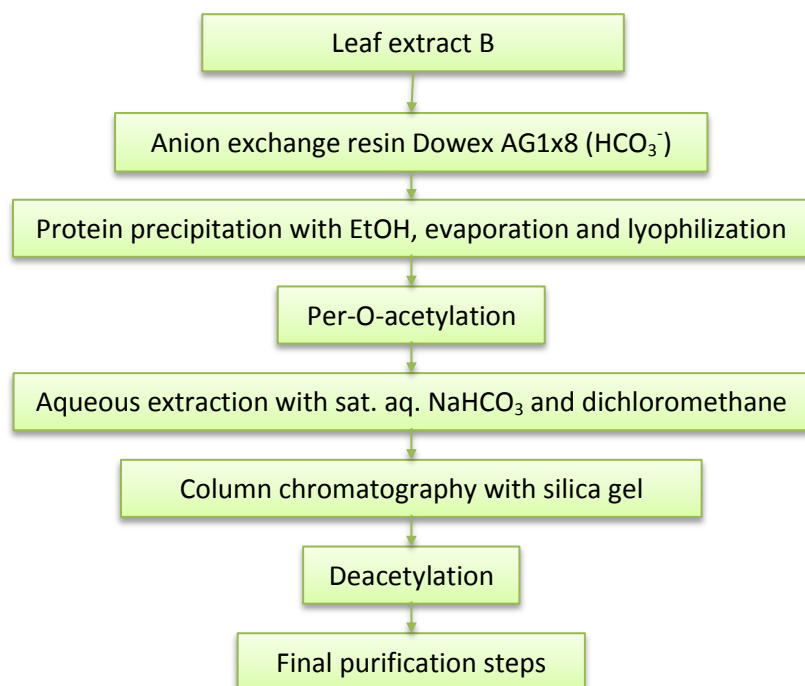 Leaf extract B
Anion exchange resin Dowex AG1x8 (HCO₃⁻)
Protein precipitation with EtOH, evaporation and lyophilization
Per-O-acetylation
Aqueous extraction with sat. aq. NaHCO₃ and dichloromethane
Column chromatography with silica gel
Deacetylation
Final purification steps